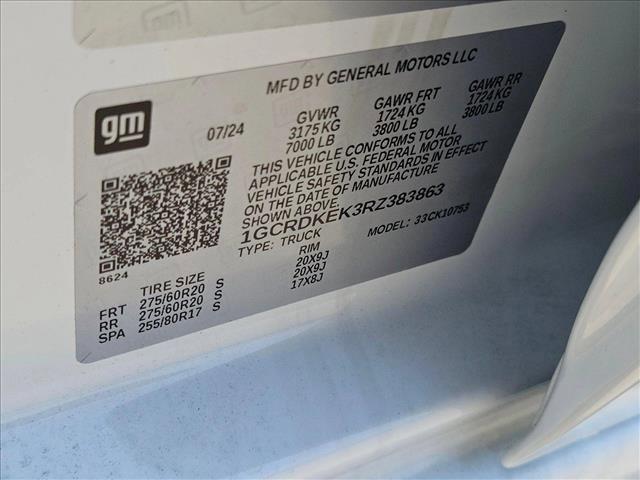 gm
MFD BY GENERAL MOTORS LLC
07/24
GVWR GAWR FRT GAWR RR
3175 KG 1724 KG 1724 KG
7000 LB 3800 LB 3800 LB
THIS VEHICLE CONFORMS TO ALL
APPLICABLE U.S. FEDERAL MOTOR
VEHICLE SAFETY STANDARDS IN EFFECT
ON THE DATE OF MANUFACTURE
SHOWN ABOVE.
1GCRDKEK3RZ383863
TYPE: TRUCK MODEL: 33CK10753
8624
TIRE SIZE RIM
FRT 275/60R20 S 20X9J
RR 275/60R20 S 20X9J
SPA 255/80R17 S 17X8J